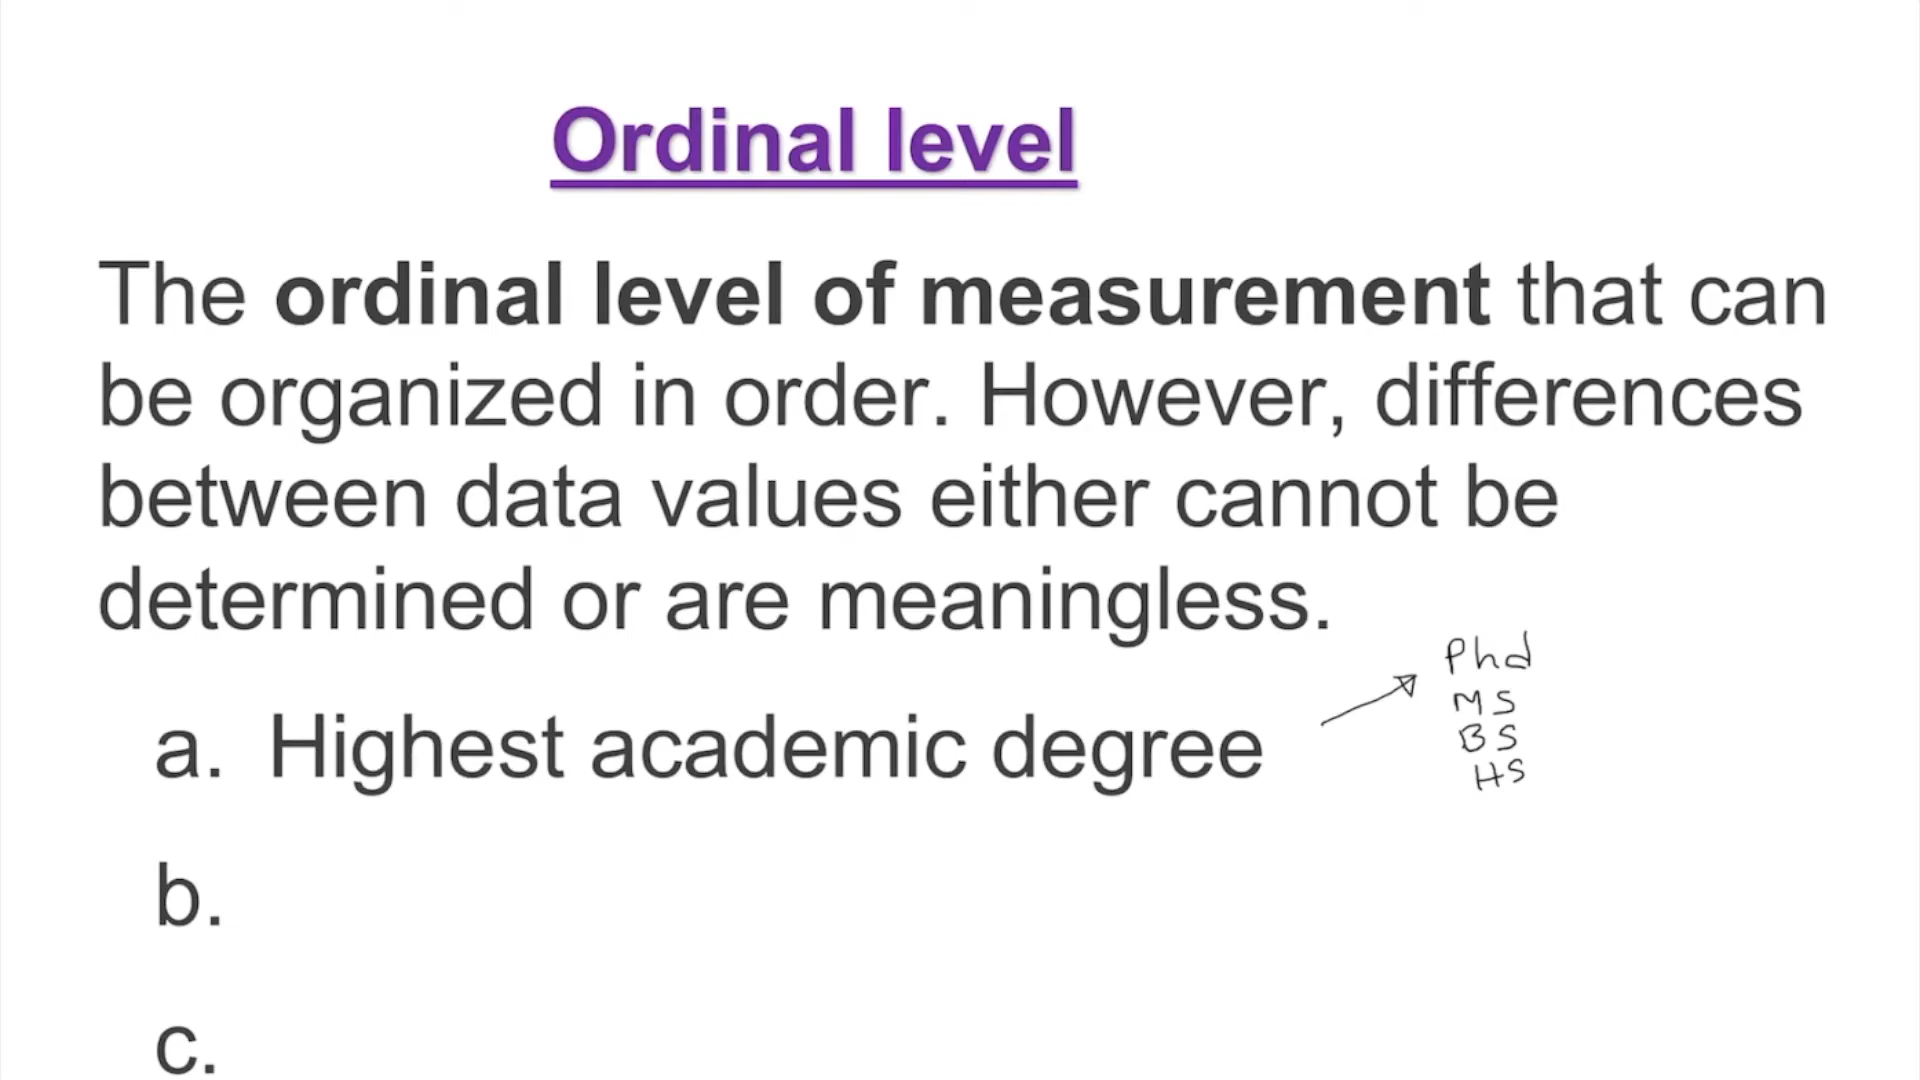 Ordinal level
The ordinal level of measurement that can
be organized in order. However, differences
between data values either cannot be
determined or are meaningless.
a. Highest academic degree
Phd
MS
BS
HS
b.
c.